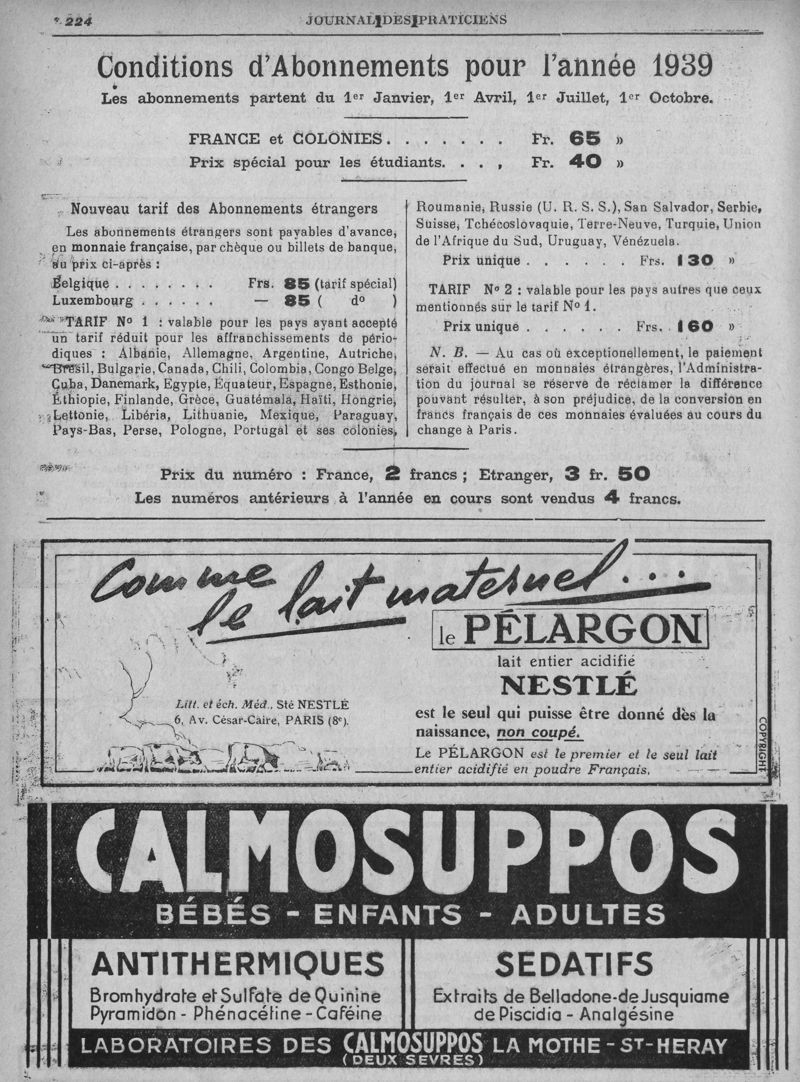 224
JOURNAL DES PRATICIENS
Conditions d'Abonnements pour l'année 1939
Les abonnements partent du 1er Janvier, 1er Avril, 1er Juillet, 1er Octobre.
FRANCE et COLONIES. . . . . . . Fr. 65 »
Prix spécial pour les étudiants. . . , Fr. 40 »
Nouveau tarif des Abonnements étrangers
Les abonnements étrangers sont payables d'avance,
en monnaie française, par chèque ou billets de banque,
au prix ci-après :
Belgique . . . . . . . . Frs. 85 (tarif spécial)
Luxembourg . . . . . . — 85 ( do )
TARIF No 1 : valable pour les pays ayant accepté
un tarif réduit pour les affranchissements de pério-
diques : Albanie, Allemagne, Argentine, Autriche,
Brésil, Bulgarie, Canada, Chili, Colombia, Congo Belge,
Cuba, Danemark, Egypte, Équateur, Espagne, Esthonie,
Éthiopie, Finlande, Grèce, Guatémala, Haïti, Hongrie,
Lettonie, Libéria, Lithuanie, Mexique, Paraguay,
Pays-Bas, Perse, Pologne, Portugal et ses colonies,
Roumanie, Russie (U. R. S. S.), San Salvador, Serbie,
Suisse, Tchécoslovaquie, Terre-Neuve, Turquie, Union
de l'Afrique du Sud, Uruguay, Vénézuela.
Prix unique . . . . . . Frs. 130 »
TARIF No 2 : valable pour les pays autres que ceux
mentionnés sur le tarif No 1.
Prix unique . . . . . . Frs. . 160 »
N. B. — Au cas où exceptionellement, le paiement
serait effectué en monnaies étrangères, l'Administra-
tion du journal se réserve de réclamer la différence
pouvant résulter, à son préjudice, de la conversion en
francs français de ces monnaies évaluées au cours du
change à Paris.
Prix du numéro : France, 2 francs ; Etranger, 3 fr. 50
Les numéros antérieurs à l'année en cours sont vendus 4 francs.
Comme
le lait maternel...
le PÉLARGON
lait entier acidifié
NESTLÉ
est le seul qui puisse être donné dès la
naissance, non coupé.
Le PÉLARGON est le premier et le seul lait
entier acidifié en poudre Français.
Litt. et éch. Méd., Sté NESTLÉ
6, Av. César-Caire, PARIS (8e).
COPYRIGHT
CALMOSUPPOS
BÉBÉS - ENFANTS - ADULTES
ANTITHERMIQUES
Bromhydrate et Sulfate de Quinine
Pyramidon - Phénacétine - Caféine
SEDATIFS
Extraits de Belladone-de Jusquiame
de Piscidia - Analgésine
LABORATOIRES DES CALMOSUPPOS LA MOTHE - ST-HERAY
(DEUX SEVRES)